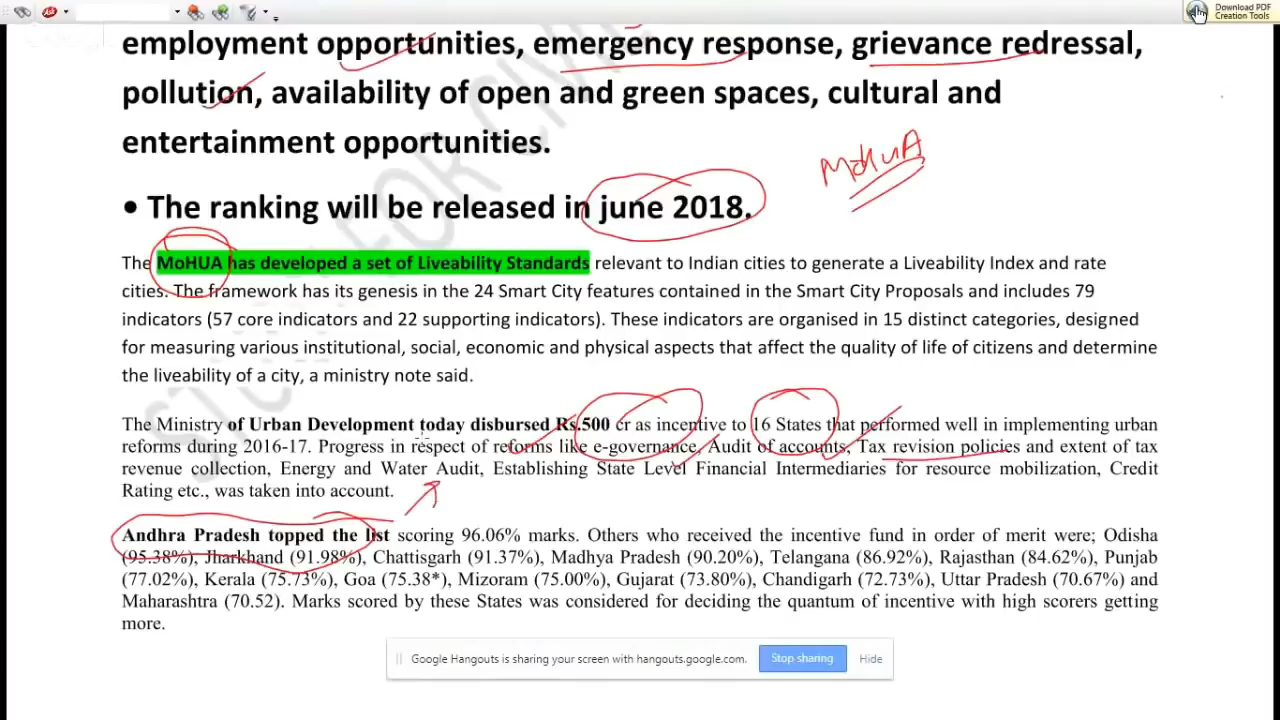 Download PDF
Creation Tools
employment opportunities, emergency response, grievance redressal,
pollution, availability of open and green spaces, cultural and
entertainment opportunities.
MoHUA
• The ranking will be released in june 2018.
The MoHUA has developed a set of Liveability Standards relevant to Indian cities to generate a Liveability Index and rate
cities. The framework has its genesis in the 24 Smart City features contained in the Smart City Proposals and includes 79
indicators (57 core indicators and 22 supporting indicators). These indicators are organised in 15 distinct categories, designed
for measuring various institutional, social, economic and physical aspects that affect the quality of life of citizens and determine
the liveability of a city, a ministry note said.
The Ministry of Urban Development today disbursed Rs.500 cr as incentive to 16 States that performed well in implementing urban
reforms during 2016-17. Progress in respect of reforms like e-governance, Audit of accounts, Tax revision policies and extent of tax
revenue collection, Energy and Water Audit, Establishing State Level Financial Intermediaries for resource mobilization, Credit
Rating etc., was taken into account.
Andhra Pradesh topped the list scoring 96.06% marks. Others who received the incentive fund in order of merit were; Odisha
(95.38%), Jharkhand (91.98%), Chattisgarh (91.37%), Madhya Pradesh (90.20%), Telangana (86.92%), Rajasthan (84.62%), Punjab
(77.02%), Kerala (75.73%), Goa (75.38*), Mizoram (75.00%), Gujarat (73.80%), Chandigarh (72.73%), Uttar Pradesh (70.67%) and
Maharashtra (70.52). Marks scored by these States was considered for deciding the quantum of incentive with high scorers getting
more.
Google Hangouts is sharing your screen with hangouts.google.com. Stop sharing Hide